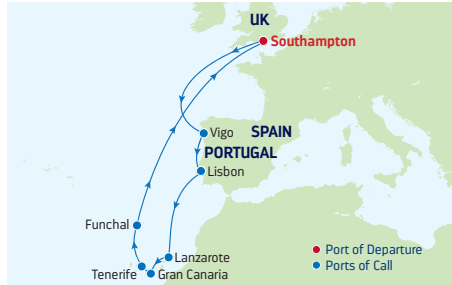 UK
Southampton
Vigo
SPAIN
PORTUGAL
Lisbon
Funchal
Lanzarote
Tenerife
Gran Canaria
Port of Departure
Ports of Call